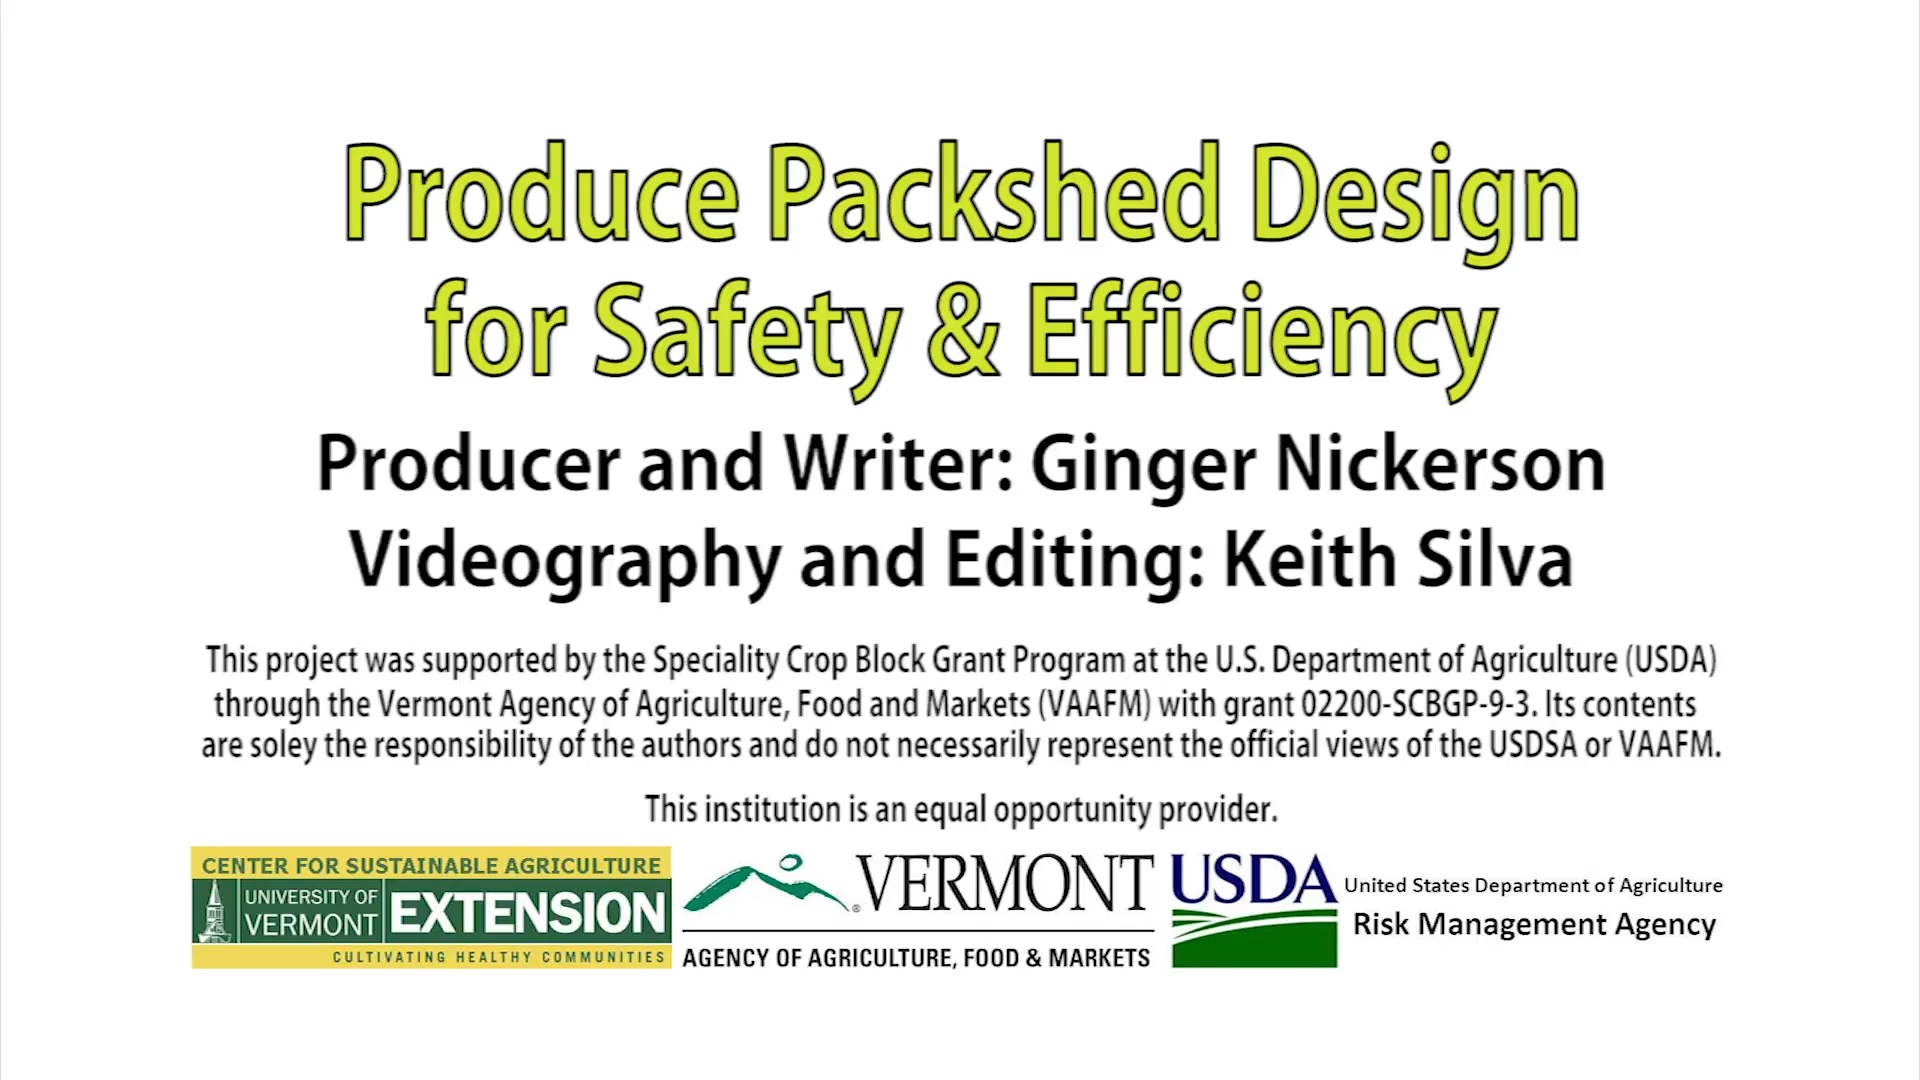 Produce Packshed Design
for Safety & Efficiency
Producer and Writer: Ginger Nickerson
Videography and Editing: Keith Silva
This project was supported by the Speciality Crop Block Grant Program at the U.S. Department of Agriculture (USDA)
through the Vermont Agency of Agriculture, Food and Markets (VAAFM) with grant 02200-SCBGP-9-3. Its contents
are soley the responsibility of the authors and do not necessarily represent the official views of the USDSA or VAAFM.
This institution is an equal opportunity provider.
CENTER FOR SUSTAINABLE AGRICULTURE
UNIVERSITY OF
VERMONT
EXTENSION
CULTIVATING HEALTHY COMMUNITIES
®VERMONT
AGENCY OF AGRICULTURE, FOOD & MARKETS
USDA
United States Department of Agriculture
Risk Management Agency